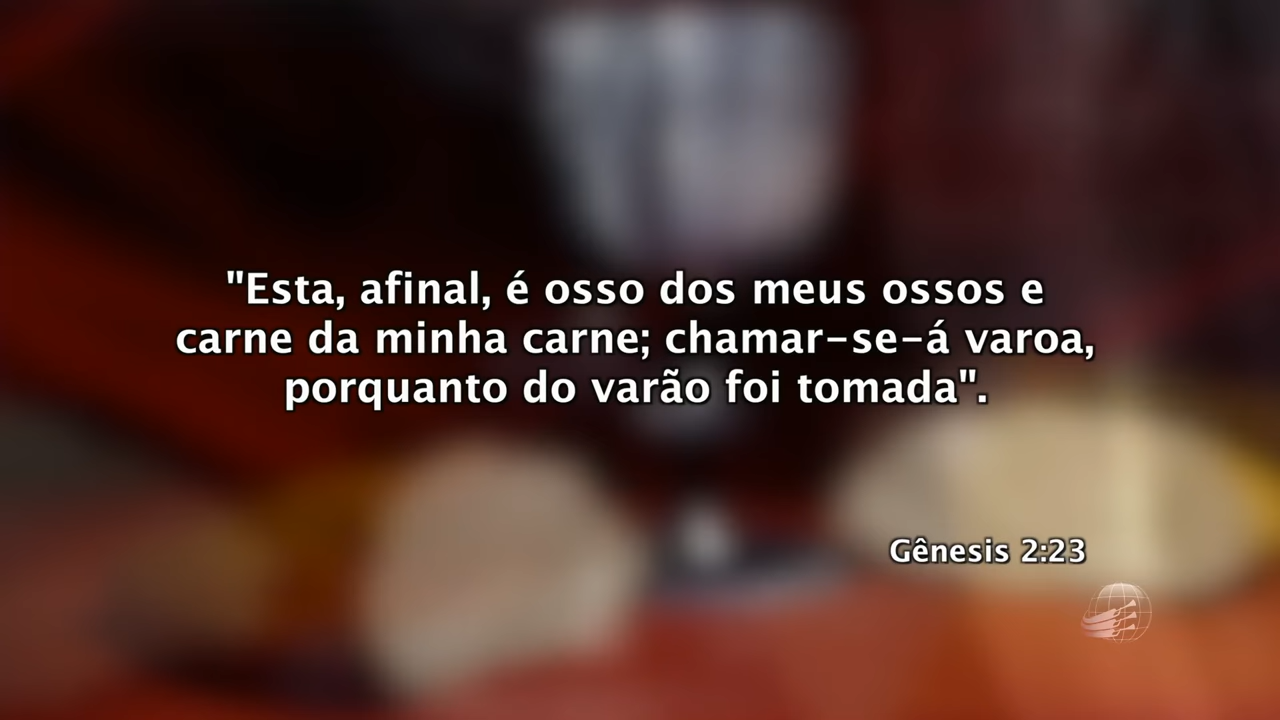 "Esta, afinal, é osso dos meus ossos e
carne da minha carne; chamar-se-á varoa,
porquanto do varão foi tomada".
Gênesis 2:23